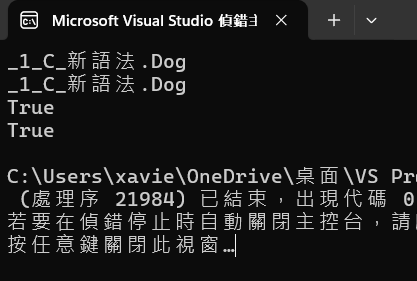 Microsoft Visual Studio 偵錯主
_1_C_新語法.Dog
_1_C_新語法.Dog
True
True
C:\Users\xavie\OneDrive\桌面\VS Pr
(處理序 21984) 已結束，出現代碼 0
若要在偵錯停止時自動關閉主控台，請
按任意鍵關閉此視窗…